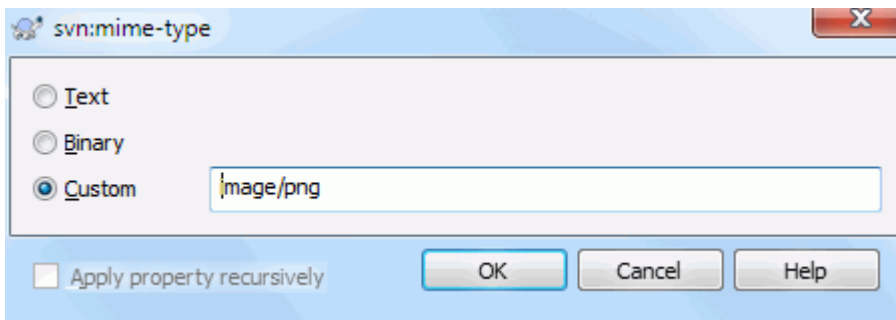 svn:mime-type
Text
Binary
Custom image/png
Apply property recursively OK Cancel Help